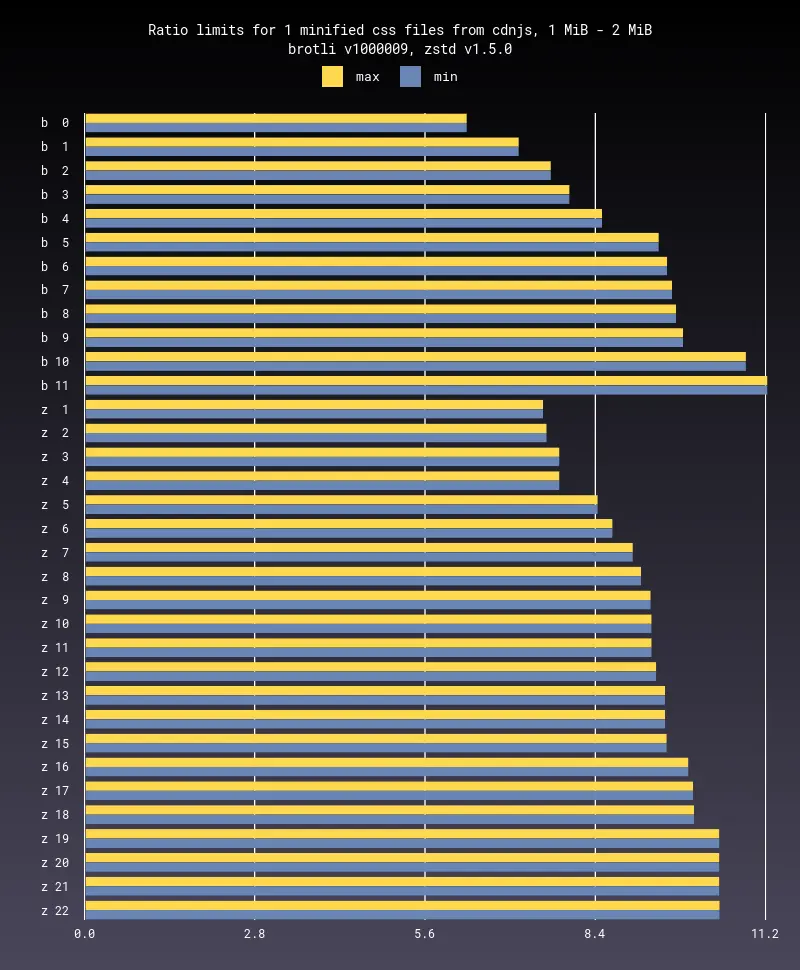 Ratio limits for 1 minified css files from cdnjs, 1 MiB - 2 MiB
brotli v1000009, zstd v1.5.0
max min
b 0
b 1
b 2
b 3
b 4
b 5
b 6
b 7
b 8
b 9
b 10
b 11
z 1
z 2
z 3
z 4
z 5
z 6
z 7
z 8
z 9
z 10
z 11
z 12
z 13
z 14
z 15
z 16
z 17
z 18
z 19
z 20
z 21
z 22
0.0 2.8 5.6 8.4 11.2